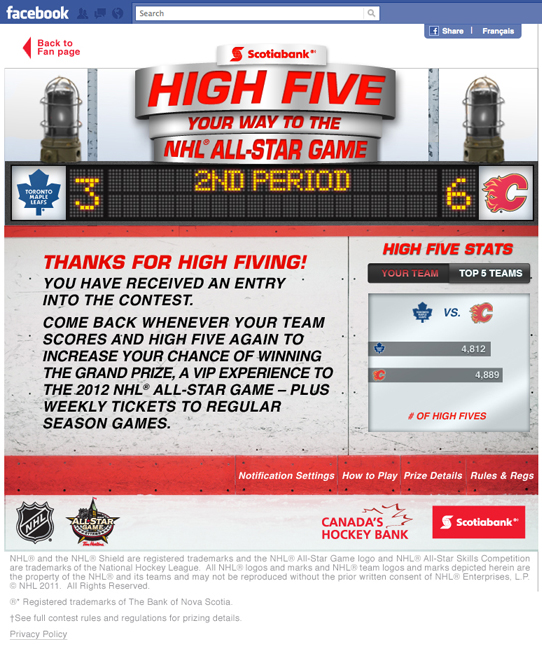 facebook
Search
Share | Français
Back to
Fan page
Scotiabank®*
HIGH FIVE
YOUR WAY TO THE
NHL® ALL-STAR GAME
TORONTO
MAPLE
LEAFS
3
2ND PERIOD
6
THANKS FOR HIGH FIVING!
YOU HAVE RECEIVED AN ENTRY
INTO THE CONTEST.
COME BACK WHENEVER YOUR TEAM
SCORES AND HIGH FIVE AGAIN TO
INCREASE YOUR CHANCE OF WINNING
THE GRAND PRIZE, A VIP EXPERIENCE TO
THE 2012 NHL® ALL-STAR GAME – PLUS
WEEKLY TICKETS TO REGULAR
SEASON GAMES.
HIGH FIVE STATS
YOUR TEAM
TOP 5 TEAMS
VS.
4,812
4,889
# OF HIGH FIVES
Notification Settings | How to Play | Prize Details | Rules & Regs
NHL
ALL-STAR
GAME
CANADA'S
HOCKEY BANK
Scotiabank®*
NHL® and the NHL® Shield are registered trademarks and the NHL® All-Star Game logo and NHL® All-Star Skills Competition
are trademarks of the National Hockey League. All NHL® logos and marks and NHL® team logos and marks depicted herein are
the property of the NHL® and its teams and may not be reproduced without the prior written consent of NHL® Enterprises, L.P.
© NHL 2011. All Rights Reserved.
®* Registered trademarks of The Bank of Nova Scotia.
†See full contest rules and regulations for prizing details.
Privacy Policy